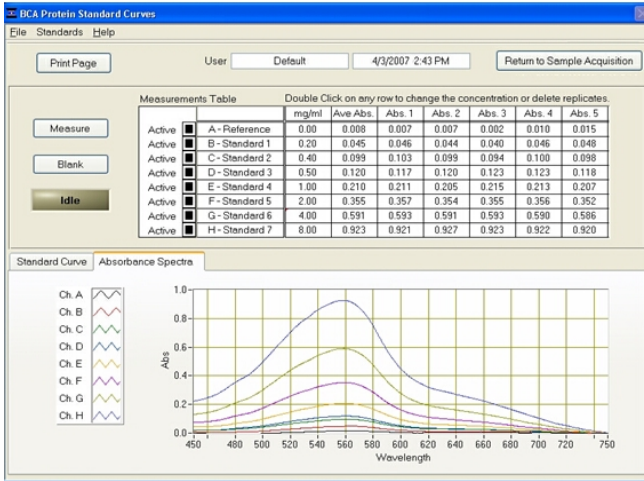 BCA Protein Standard Curves
File Standards Help
Print Page User Default 4/3/2007 2:43 PM Return to Sample Acquisition
Measurements Table Double Click on any row to change the concentration or delete replicates.
mg/ml Ave Abs. Abs. 1 Abs. 2 Abs. 3 Abs. 4 Abs. 5
Active A - Reference 0.00 0.008 0.007 0.007 0.002 0.010 0.015
Active B - Standard 1 0.20 0.045 0.046 0.044 0.040 0.046 0.048
Active C - Standard 2 0.40 0.099 0.103 0.099 0.094 0.100 0.098
Active D - Standard 3 0.50 0.120 0.117 0.120 0.123 0.123 0.118
Active E - Standard 4 1.00 0.210 0.211 0.205 0.215 0.213 0.207
Active F - Standard 5 2.00 0.355 0.357 0.354 0.355 0.356 0.352
Active G - Standard 6 4.00 0.591 0.593 0.591 0.593 0.590 0.586
Active H - Standard 7 8.00 0.923 0.921 0.927 0.923 0.922 0.920
Measure
Blank
Idle
Standard Curve Absorbance Spectra
Ch. A
Ch. B
Ch. C
Ch. D
Ch. E
Ch. F
Ch. G
Ch. H
Abs
1.0
0.8
0.6
0.4
0.2
0.0
450 480 500 520 540 560 580 600 620 640 660 680 700 720 750
Wavelength